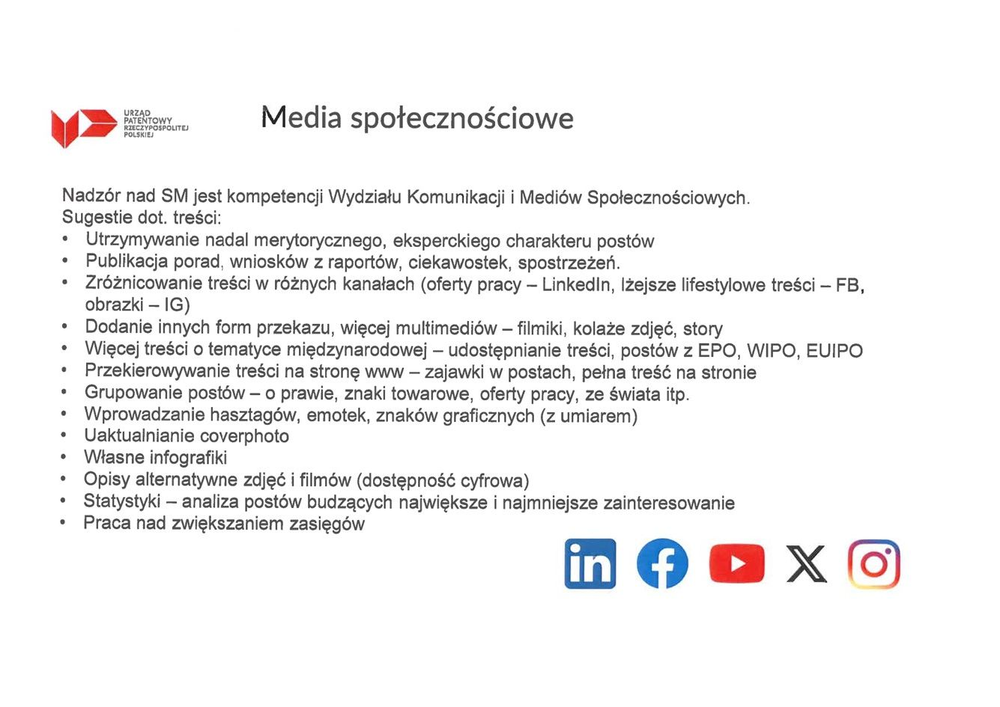 URZĄD
PATENTOWY
RZECZYPOSPOLITEJ
POLSKIEJ
Media społecznościowe
Nadzór nad SM jest kompetencji Wydziału Komunikacji i Mediów Społecznościowych.
Sugestie dot. treści:
• Utrzymywanie nadal merytorycznego, eksperckiego charakteru postów
• Publikacja porad, wniosków z raportów, ciekawostek, spostrzeżeń.
• Zróżnicowanie treści w różnych kanałach (oferty pracy – LinkedIn, lżejsze lifestylowe treści – FB,
obrazki – IG)
• Dodanie innych form przekazu, więcej multimediów – filmiki, kolaże zdjęć, story
• Więcej treści o tematyce międzynarodowej – udostępnianie treści, postów z EPO, WIPO, EUIPO
• Przekierowywanie treści na stronę www – zajawki w postach, pełna treść na stronie
• Grupowanie postów – o prawie, znaki towarowe, oferty pracy, ze świata itp.
• Wprowadzanie hasztagów, emotek, znaków graficznych (z umiarem)
• Uaktualnianie coverphoto
• Własne infografiki
• Opisy alternatywne zdjęć i filmów (dostępność cyfrowa)
• Statystyki – analiza postów budzących największe i najmniejsze zainteresowanie
• Praca nad zwiększaniem zasięgów
in